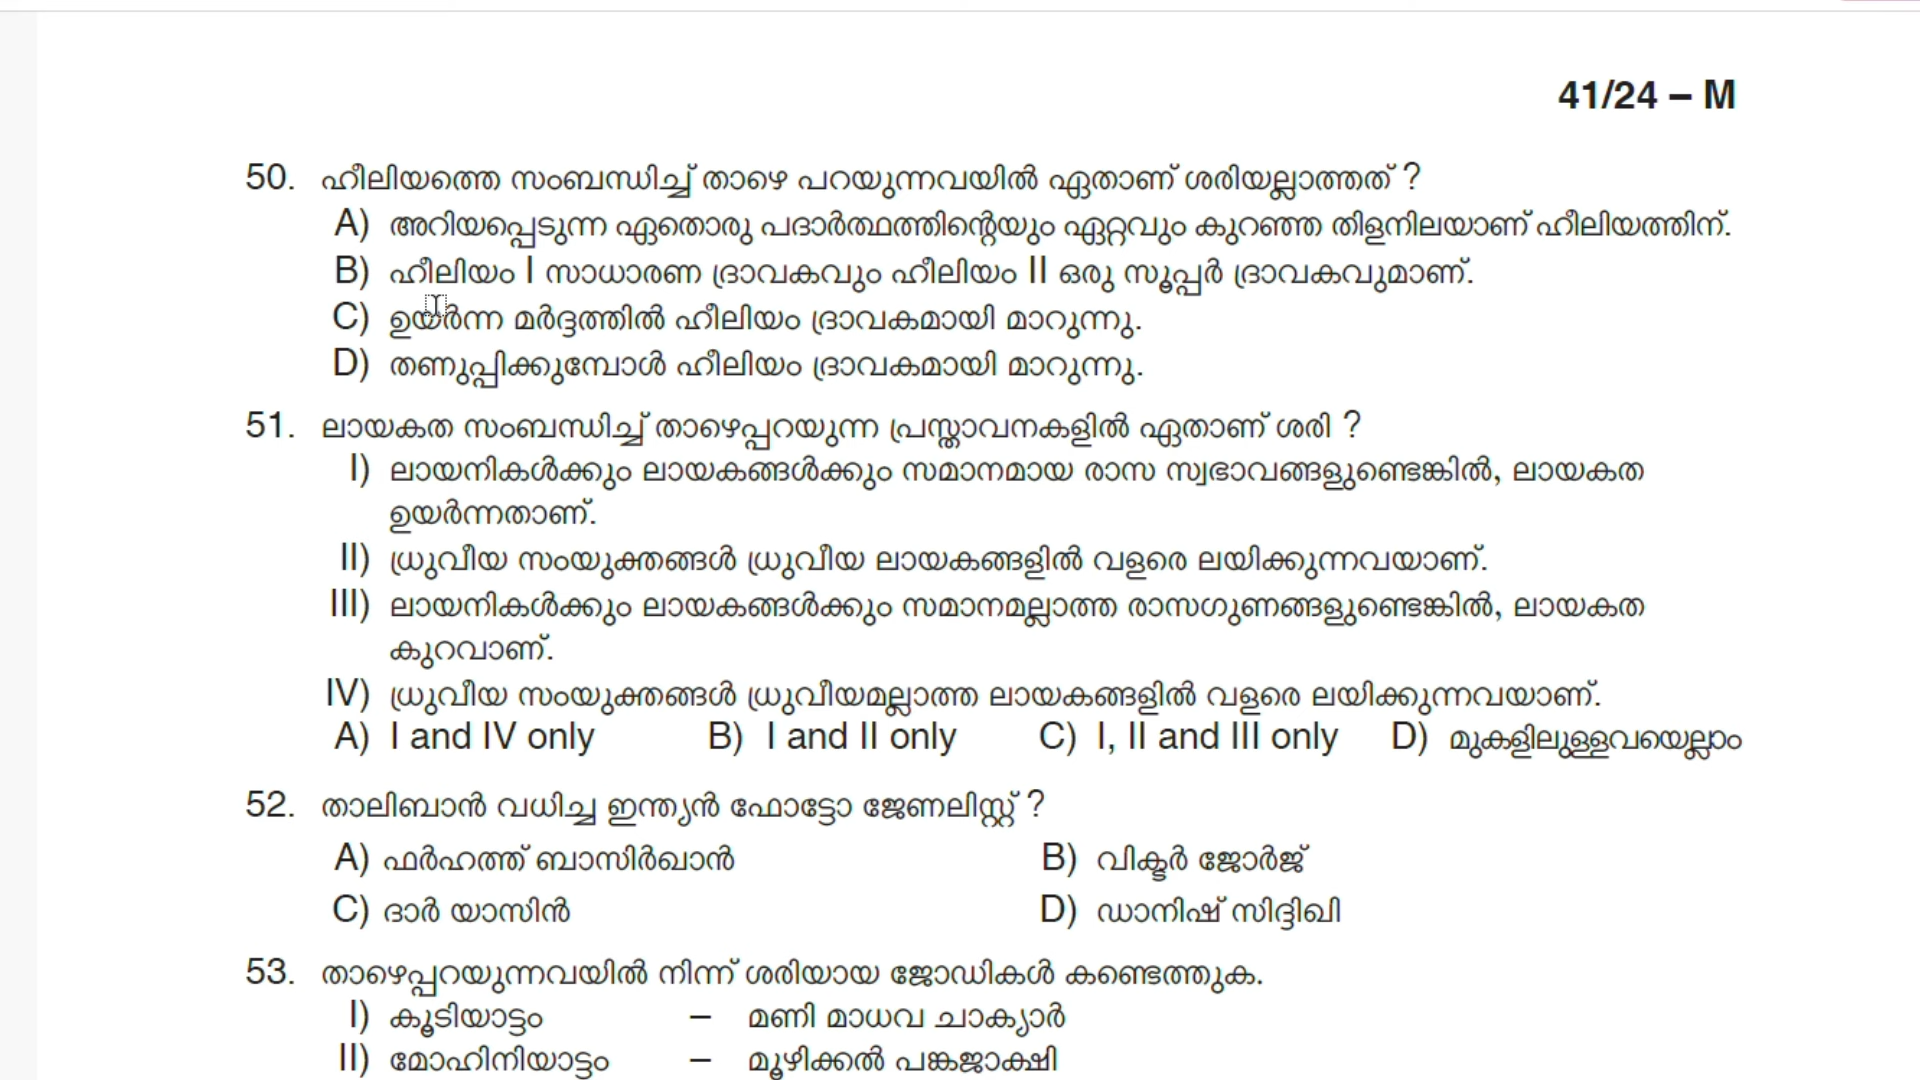 41/24 – M
50. ഹീലിയത്തെ സംബന്ധിച്ച് താഴെ പറയുന്നവയിൽ ഏതാണ് ശരിയല്ലാത്തത് ?
A) അറിയപ്പെടുന്ന ഏതൊരു പദാർത്ഥത്തിന്റെയും ഏറ്റവും കുറഞ്ഞ തിളനിലയാണ് ഹീലിയത്തിന്.
B) ഹീലിയം I സാധാരണ ദ്രാവകവും ഹീലിയം II ഒരു സൂപ്പർ ദ്രാവകവുമാണ്.
C) ഉയർന്ന മർദ്ദത്തിൽ ഹീലിയം ദ്രാവകമായി മാറുന്നു.
D) തണുപ്പിക്കുമ്പോൾ ഹീലിയം ദ്രാവകമായി മാറുന്നു.
51. ലായകത സംബന്ധിച്ച് താഴെപ്പറയുന്ന പ്രസ്താവനകളിൽ ഏതാണ് ശരി ?
I) ലായനികൾക്കും ലായകങ്ങൾക്കും സമാനമായ രാസ സ്വഭാവങ്ങളുണ്ടെങ്കിൽ, ലായകത
ഉയർന്നതാണ്.
II) ധ്രുവീയ സംയുക്തങ്ങൾ ധ്രുവീയ ലായകങ്ങളിൽ വളരെ ലയിക്കുന്നവയാണ്.
III) ലായനികൾക്കും ലായകങ്ങൾക്കും സമാനമല്ലാത്ത രാസഗുണങ്ങളുണ്ടെങ്കിൽ, ലായകത
കുറവാണ്.
IV) ധ്രുവീയ സംയുക്തങ്ങൾ ധ്രുവീയമല്ലാത്ത ലായകങ്ങളിൽ വളരെ ലയിക്കുന്നവയാണ്.
A) I and IV only B) I and II only C) I, II and III only D) മുകളിലുള്ളവയെല്ലാം
52. താലിബാൻ വധിച്ച ഇന്ത്യൻ ഫോട്ടോ ജേണലിസ്റ്റ് ?
A) ഫർഹത്ത് ബാസിർഖാൻ B) വിക്ടർ ജോർജ്
C) ദാർ യാസിൻ D) ഡാനിഷ് സിദ്ദിഖി
53. താഴെപ്പറയുന്നവയിൽ നിന്ന് ശരിയായ ജോഡികൾ കണ്ടെത്തുക.
I) കൂടിയാട്ടം – മണി മാധവ ചാക്യാർ
II) മോഹിനിയാട്ടം – മൂഴിക്കൽ പങ്കജാക്ഷി